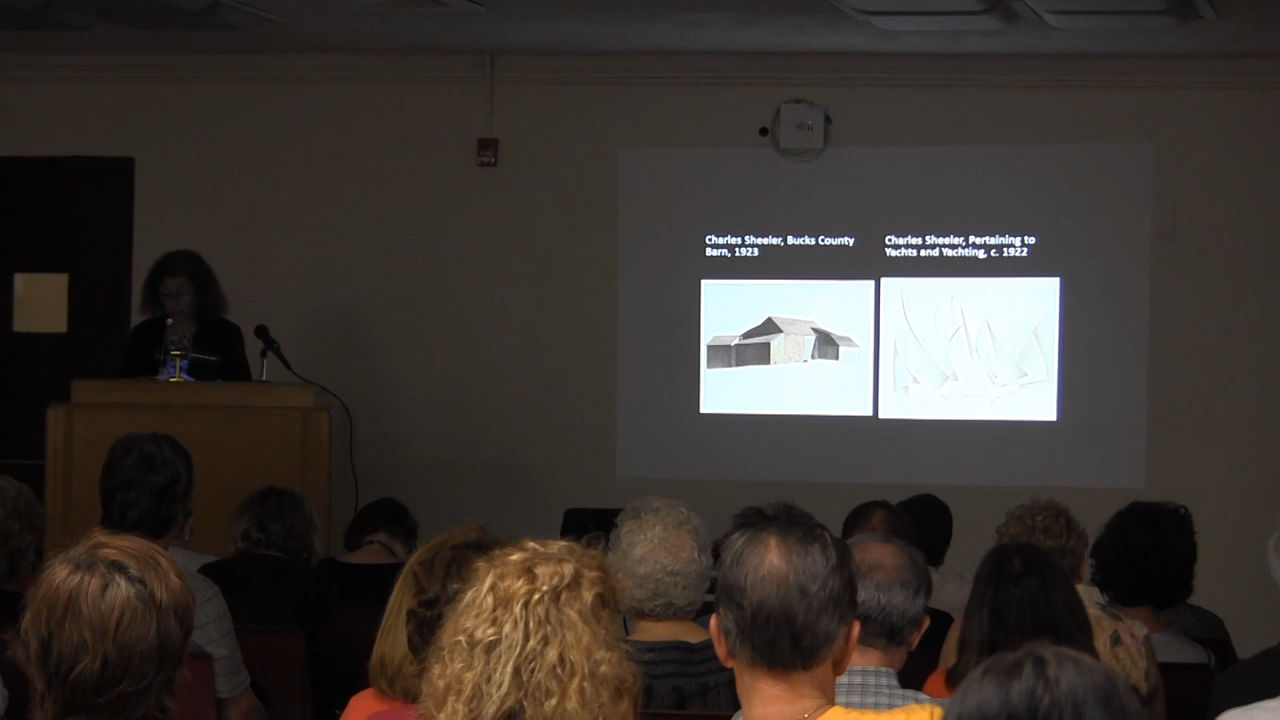 Charles Sheeler, Bucks County
Barn, 1923
Charles Sheeler, Pertaining to
Yachts and Yachting, c. 1922